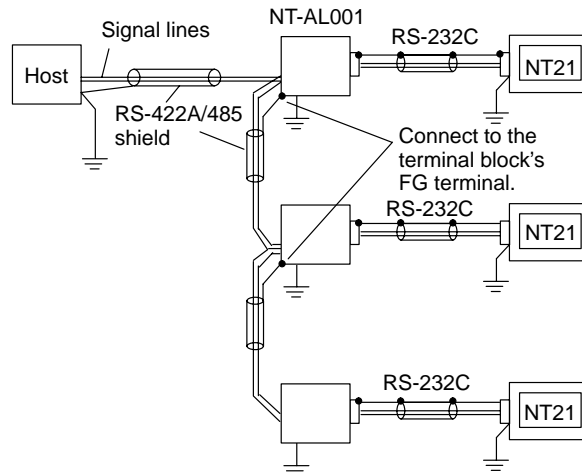 NT-AL001
Signal lines
RS-232C
Host
NT21
RS-422A/485
shield
Connect to the
terminal block's
FG terminal.
RS-232C
NT21
RS-232C
NT21